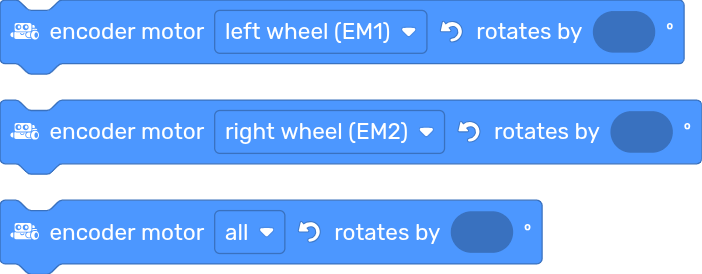 encoder motor left wheel (EM1) rotates by °
encoder motor right wheel (EM2) rotates by °
encoder motor all rotates by °